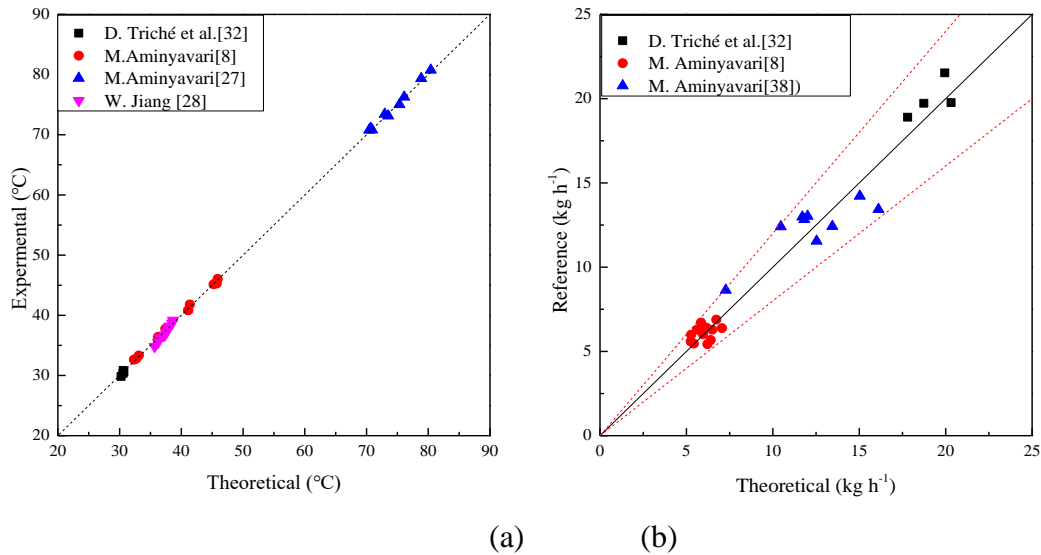 D. Triché et al.[32]
M.Aminyavari[8]
M.Aminyavari[27]
W. Jiang [28]
90
80
70
60
50
40
30
20
20 30 40 50 60 70 80 90
Expermental (°C)
Theoretical (°C)
D. Triché et al.[32]
M. Aminyavari[8]
M. Aminyavari[38])
25
20
15
10
5
0
0 5 10 15 20 25
Reference (kg h-1)
Theoretical (kg h-1)
(a) (b)